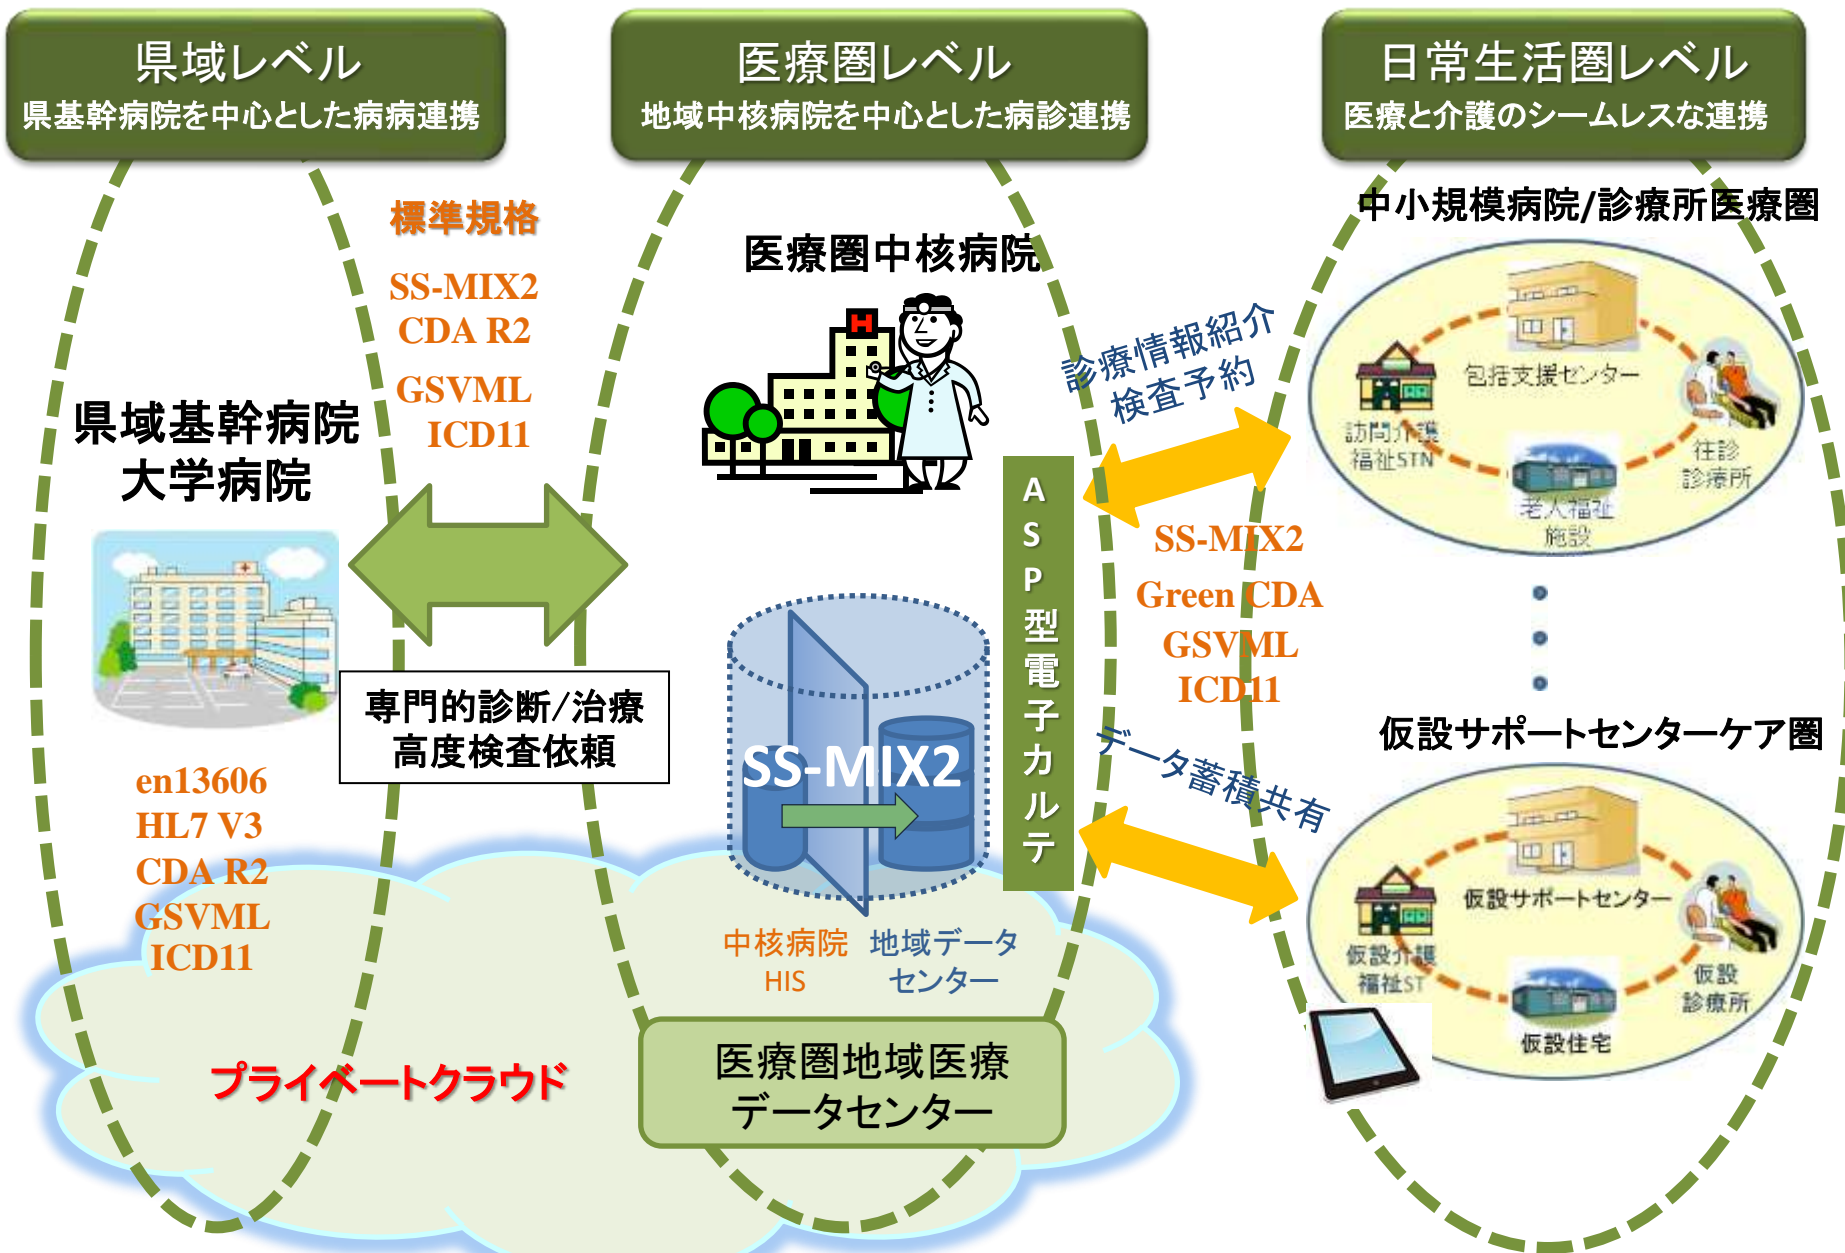 県域レベル
県基幹病院を中心とした病病連携
医療圏レベル
地域中核病院を中心とした病診連携
日常生活圏レベル
医療と介護のシームレスな連携
標準規格
SS-MIX2
CDA R2
GSVML
ICD11
県域基幹病院
大学病院
専門的診断/治療
高度検査依頼
en13606
HL7 V3
CDA R2
GSVML
ICD11
プライベートクラウド
医療圏中核病院
H
SS-MIX2
中核病院
HIS
地域データ
センター
医療圏地域医療
データセンター
ASP型電子カルテ
診療情報紹介
検査予約
SS-MIX2
Green CDA
GSVML
ICD11
データ蓄積共有
中小規模病院/診療所医療圏
包括支援センター
訪問介護
福祉STN
往診
診療所
老人福祉
施設
仮設サポートセンターケア圏
仮設サポートセンター
仮設介護
福祉ST
仮設
診療所
仮設住宅